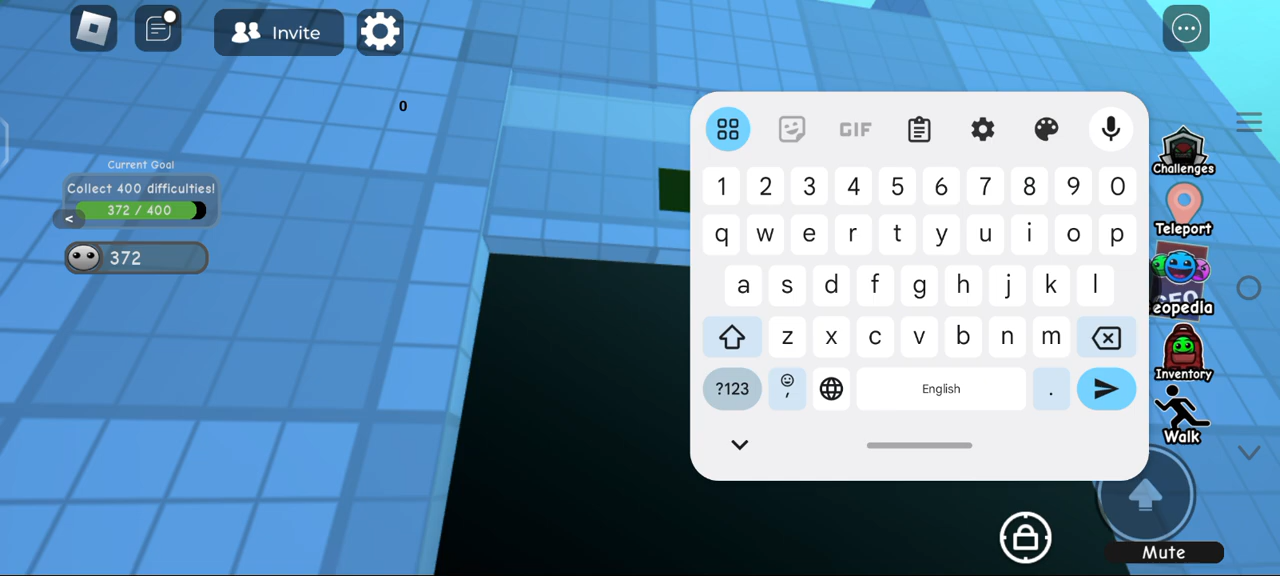 Invite
0
Current Goal
Collect 400 difficulties!
372 / 400
<
372
GIF
1 2 3 4 5 6 7 8 9 0
q w e r t y u i o p
a s d f g h j k l
z x c v b n m
?123 , English .
Challenges
Teleport
GEO
eopedia
Inventory
Walk
Mute